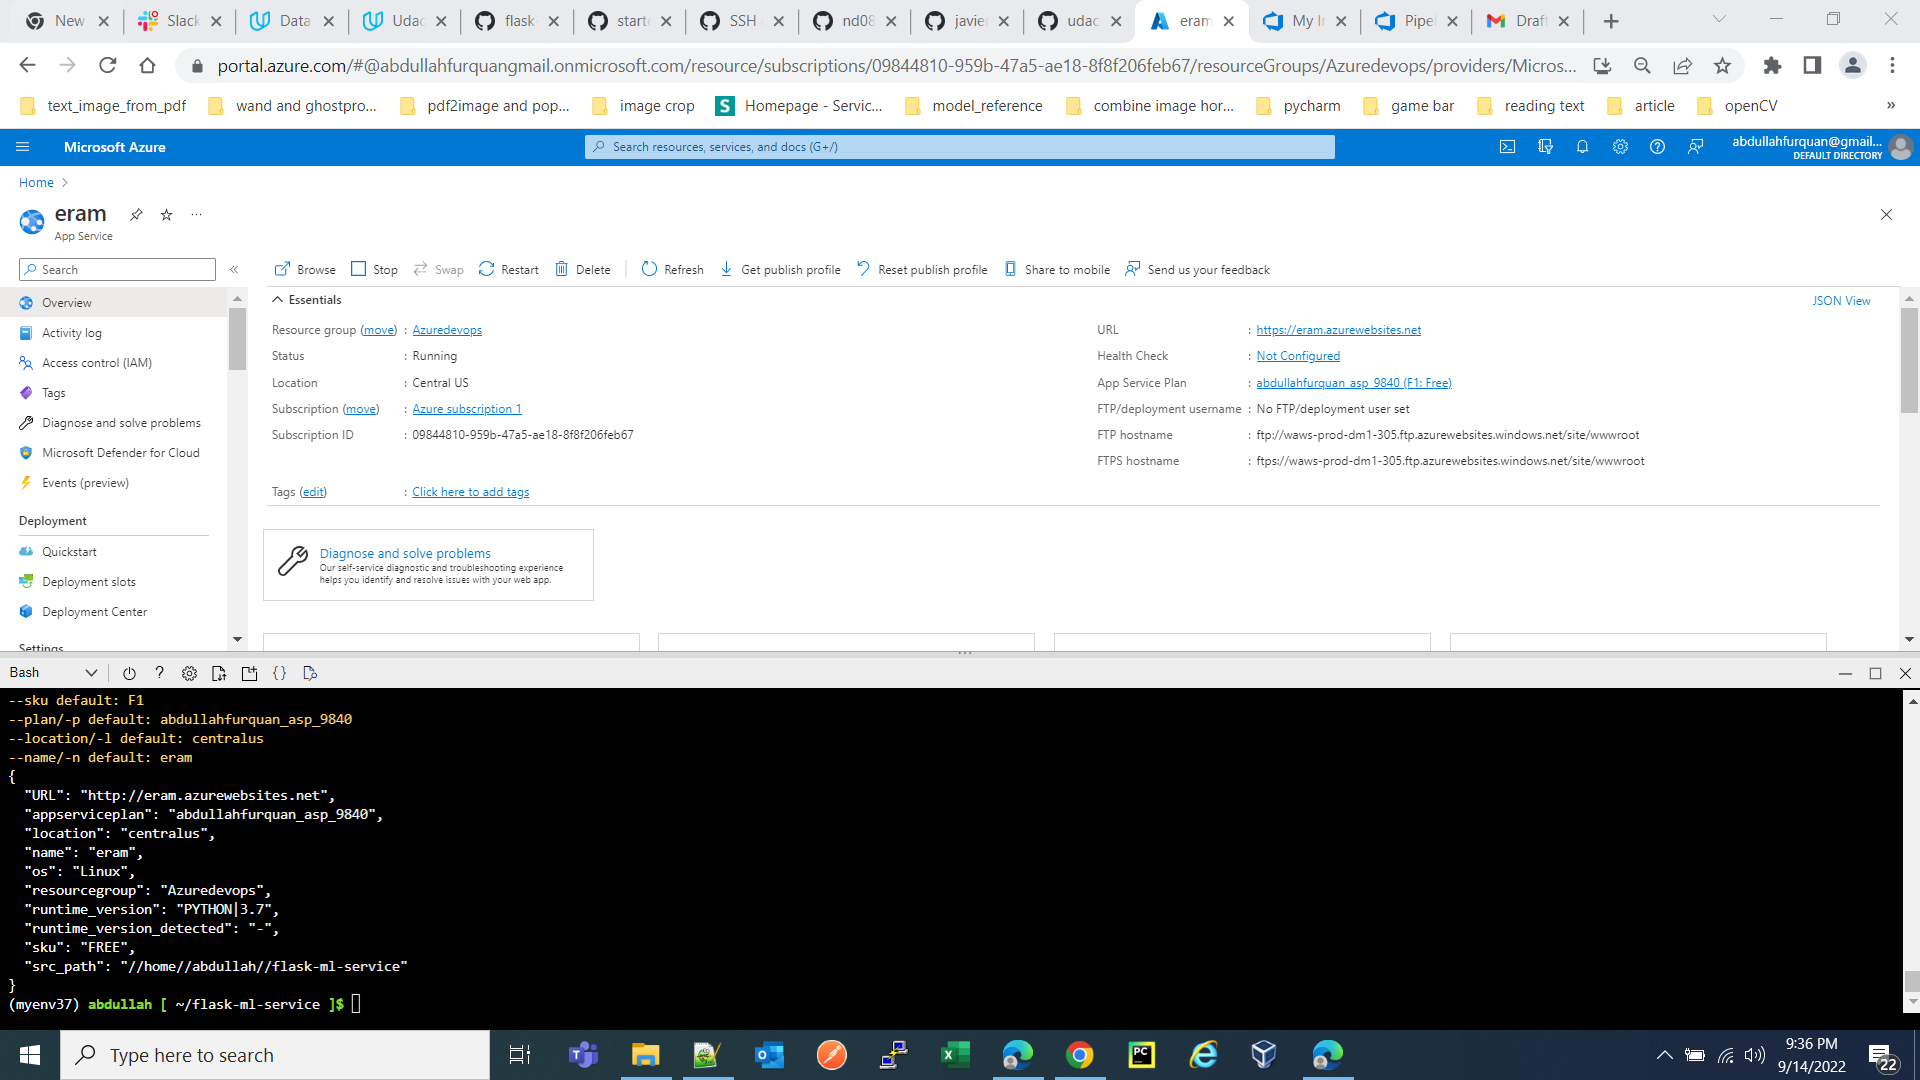 New
Slack
Data
Udac
flask-
start
SSH
nd08
javie
udac
eram
My I
Pipel
Draft
portal.azure.com/#@abdullahfurquangmail.onmicrosoft.com/resource/subscriptions/09844810-959b-47a5-ae18-8f8f206feb67/resourceGroups/Azuredevops/providers/Micros...
text_image_from_pdf
wand and ghostpro...
pdf2image and pop...
image crop
Homepage - Servic...
model_reference
combine image hor...
pycharm
game bar
reading text
article
openCV
»
Microsoft Azure
Search resources, services, and docs (G+/)
abdullahfurquan@gmail...
DEFAULT DIRECTORY
Home
eram
App Service
Search
Browse
Stop
Swap
Restart
Delete
Refresh
Get publish profile
Reset publish profile
Share to mobile
Send us your feedback
Overview
Activity log
Access control (IAM)
Tags
Diagnose and solve problems
Microsoft Defender for Cloud
Events (preview)
Deployment
Quickstart
Deployment slots
Deployment Center
Settings
Essentials
JSON View
Resource group (move) : Azuredevops
Status : Running
Location : Central US
Subscription (move) : Azure subscription 1
Subscription ID : 09844810-959b-47a5-ae18-8f8f206feb67
Tags (edit) : Click here to add tags
URL : https://eram.azurewebsites.net
Health Check : Not Configured
App Service Plan : abdullahfurquan_asp_9840 (F1: Free)
FTP/deployment username : No FTP/deployment user set
FTP hostname : ftp://waws-prod-dm1-305.ftp.azurewebsites.windows.net/site/wwwroot
FTPS hostname : ftps://waws-prod-dm1-305.ftp.azurewebsites.windows.net/site/wwwroot
Diagnose and solve problems
Our self-service diagnostic and troubleshooting experience
helps you identify and resolve issues with your web app.
Bash
--sku default: F1
--plan/-p default: abdullahfurquan_asp_9840
--location/-l default: centralus
--name/-n default: eram
{
"URL": "http://eram.azurewebsites.net",
"appserviceplan": "abdullahfurquan_asp_9840",
"location": "centralus",
"name": "eram",
"os": "Linux",
"resourcegroup": "Azuredevops",
"runtime_version": "PYTHON|3.7",
"runtime_version_detected": "-",
"sku": "FREE",
"src_path": "//home//abdullah//flask-ml-service"
}
(myenv37) abdullah [ ~/flask-ml-service ]$
Type here to search
9:36 PM
9/14/2022
22